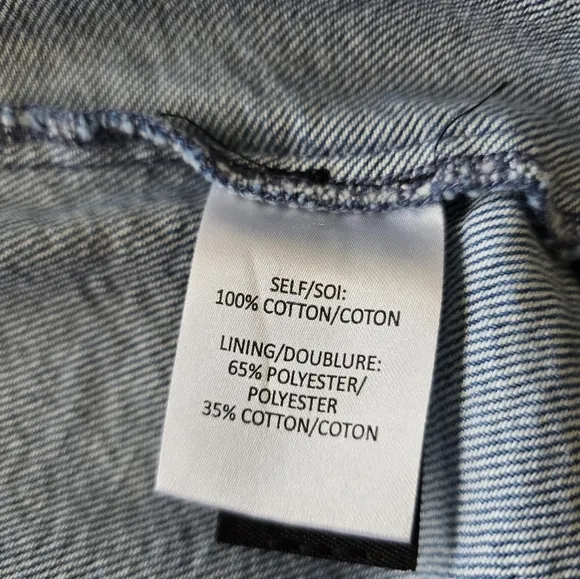 SELF/SOI:
100% COTTON/COTON
LINING/DOUBLURE:
65% POLYESTER/
POLYESTER
35% COTTON/COTON